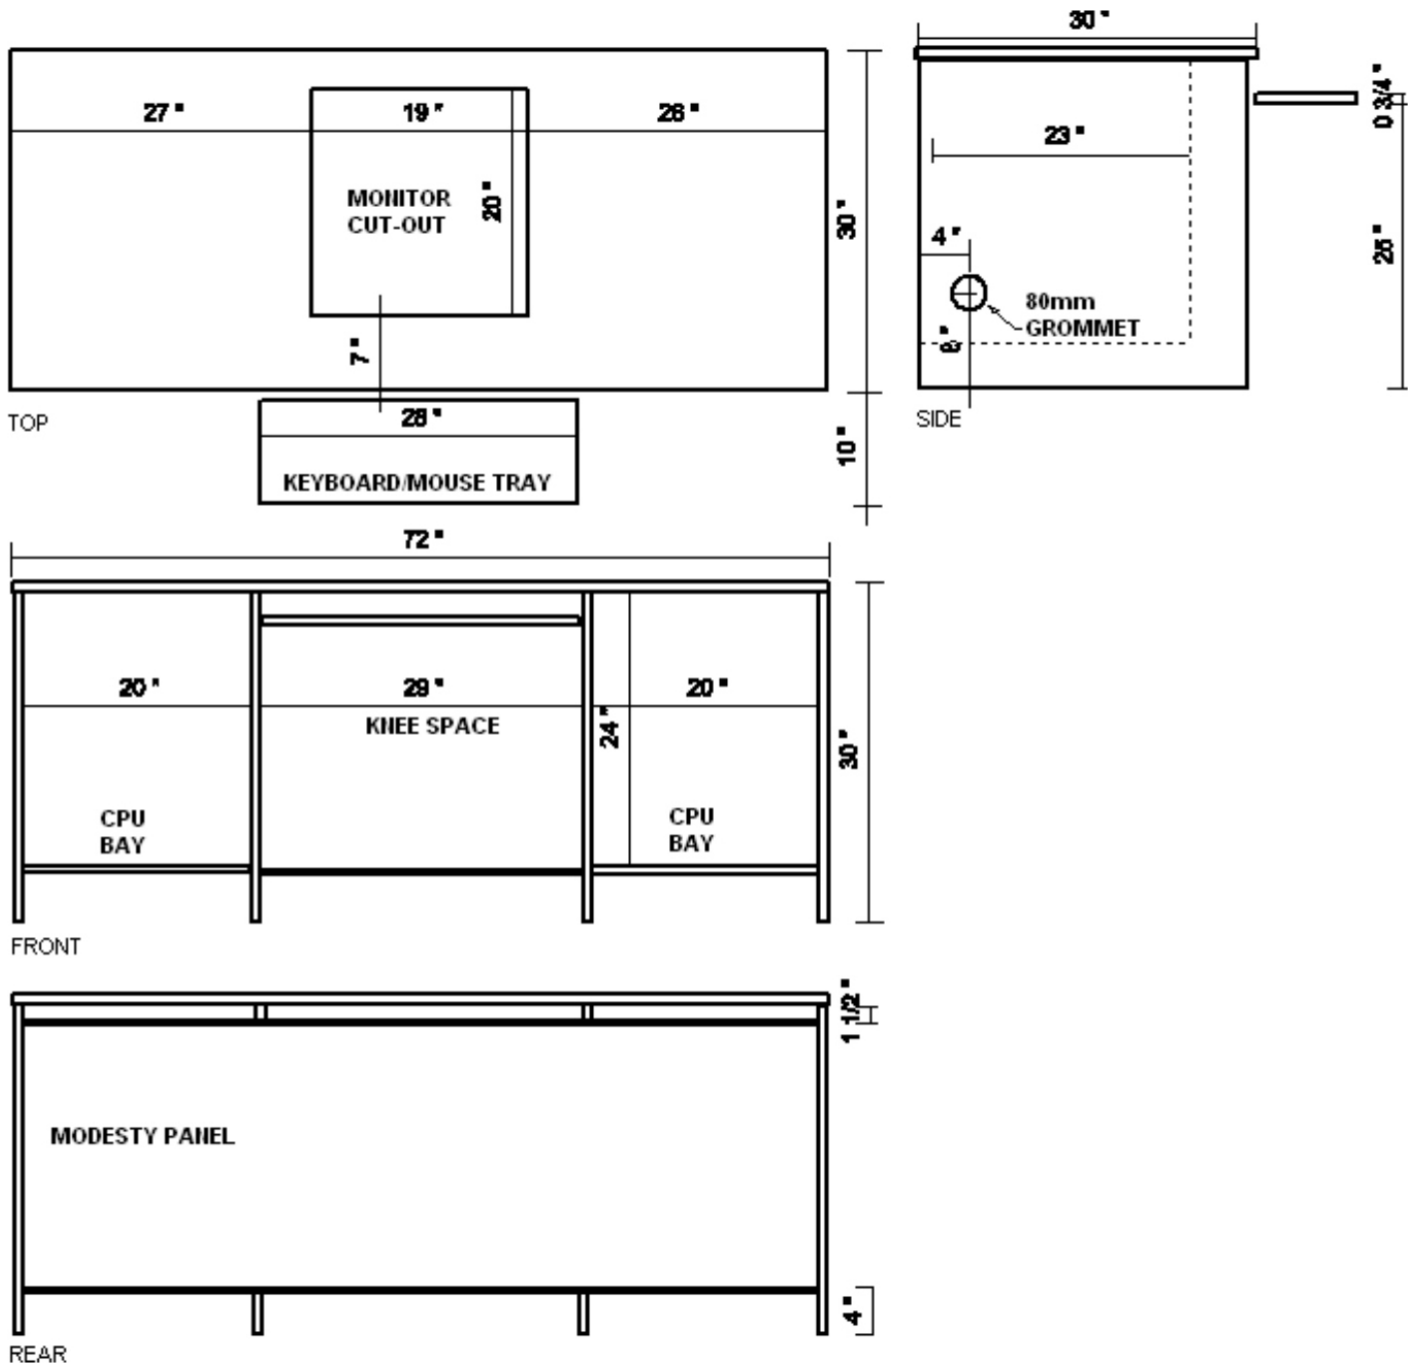 30 "
27 "
19 "
26 "
0 3/4 "
23 "
MONITOR
CUT-OUT
20 "
30 "
4 "
80mm
GROMMET
7 "
6 "
TOP
28 "
SIDE
10 "
KEYBOARD/MOUSE TRAY
72 "
20 "
29 "
20 "
KNEE SPACE
24 "
30 "
CPU
BAY
CPU
BAY
FRONT
1 1/2 "
MODESTY PANEL
4 "
REAR